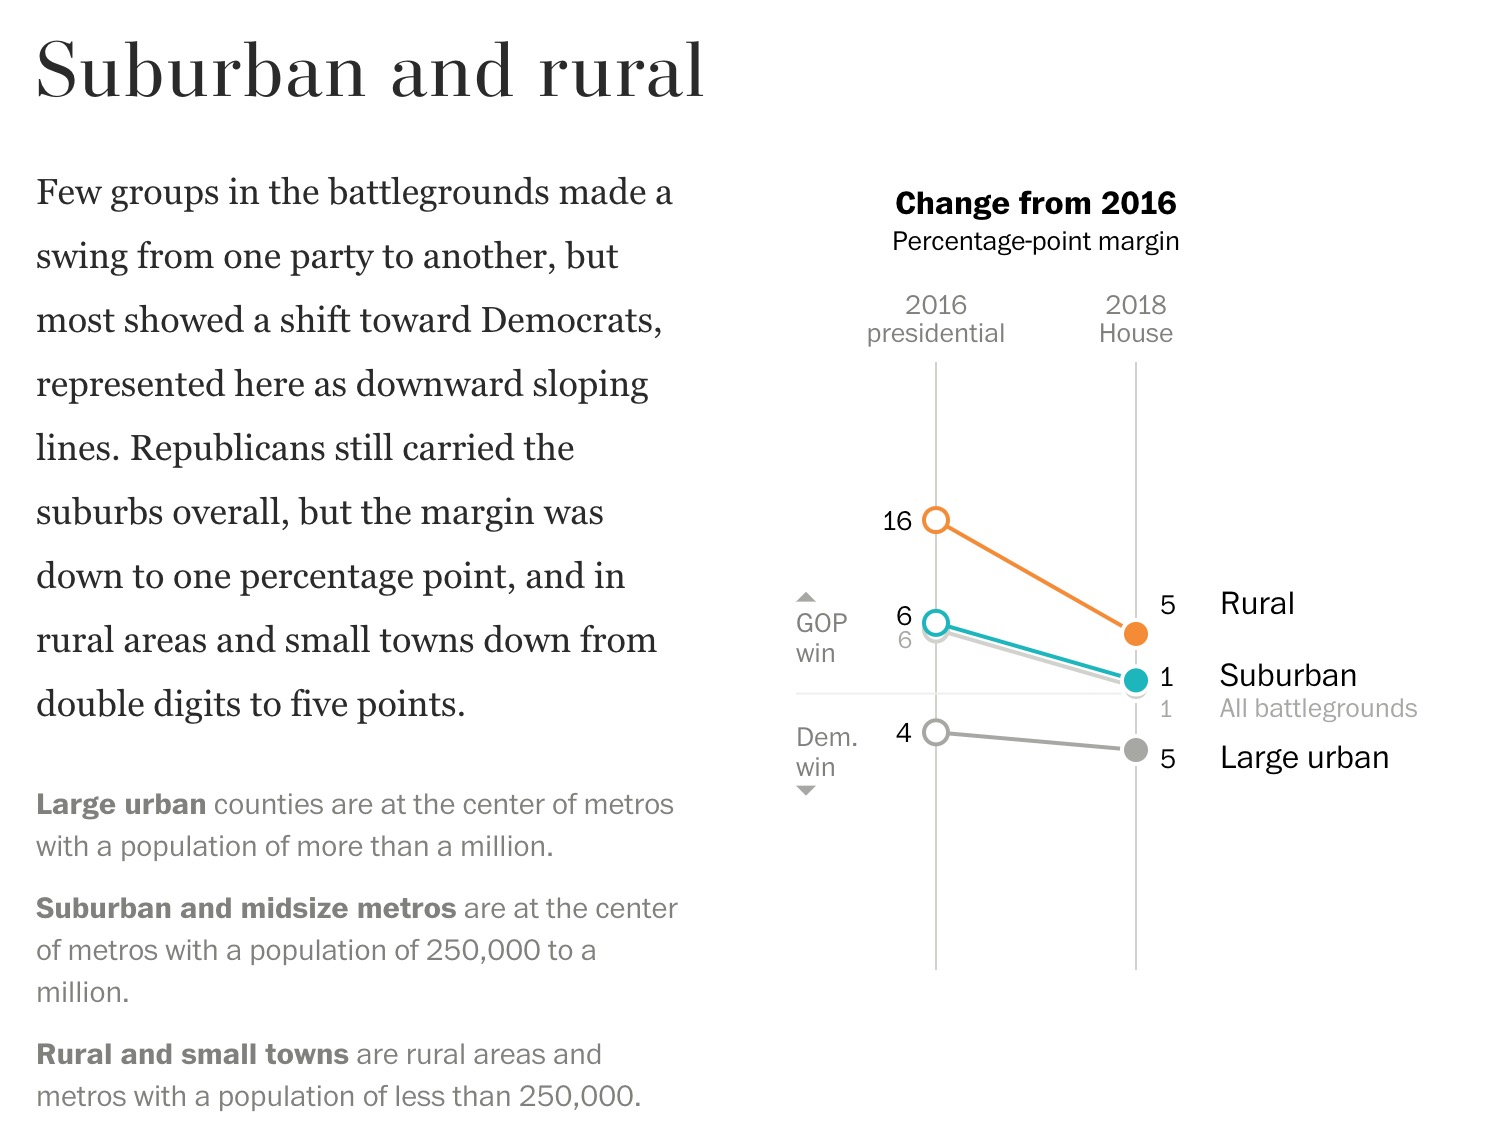 Suburban and rural
Few groups in the battlegrounds made a
swing from one party to another, but
most showed a shift toward Democrats,
represented here as downward sloping
lines. Republicans still carried the
suburbs overall, but the margin was
down to one percentage point, and in
rural areas and small towns down from
double digits to five points.
Large urban counties are at the center of metros
with a population of more than a million.
Suburban and midsize metros are at the center
of metros with a population of 250,000 to a
million.
Rural and small towns are rural areas and
metros with a population of less than 250,000.
Change from 2016
Percentage-point margin
2016
presidential
2018
House
16
5 Rural
GOP
win
6
6
1 Suburban
1 All battlegrounds
Dem.
win
4
5 Large urban